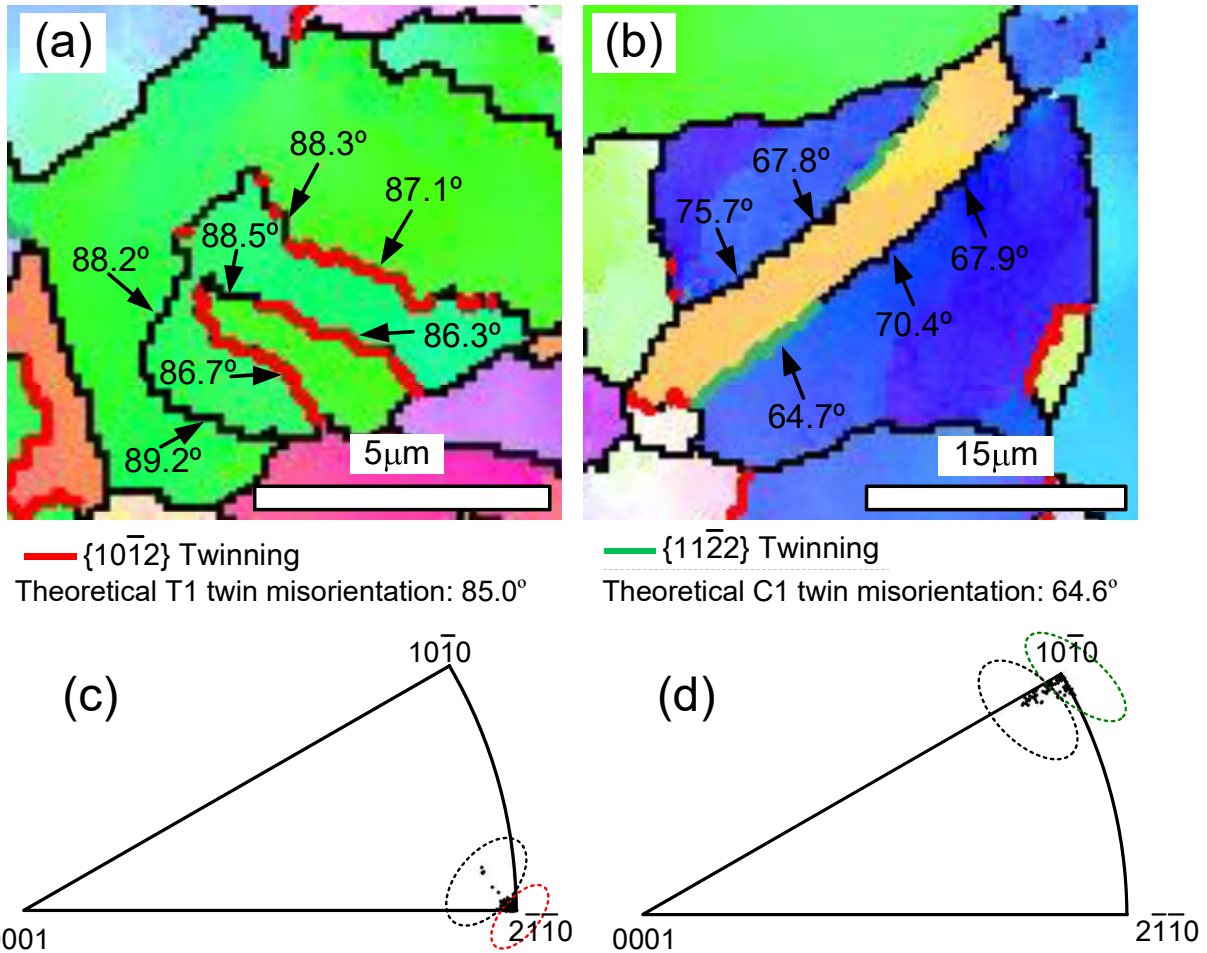 (a)
88.3º
87.1º
88.5º
88.2º
86.3º
86.7º
89.2º
5μm
(b)
67.8º
75.7º
67.9º
70.4º
64.7º
15μm
{101̅2} Twinning
Theoretical T1 twin misorientation: 85.0º
{112̅2} Twinning
Theoretical C1 twin misorientation: 64.6º
(c)
101̅0
0001
21̅1̅0
(d)
101̅0
0001
21̅1̅0